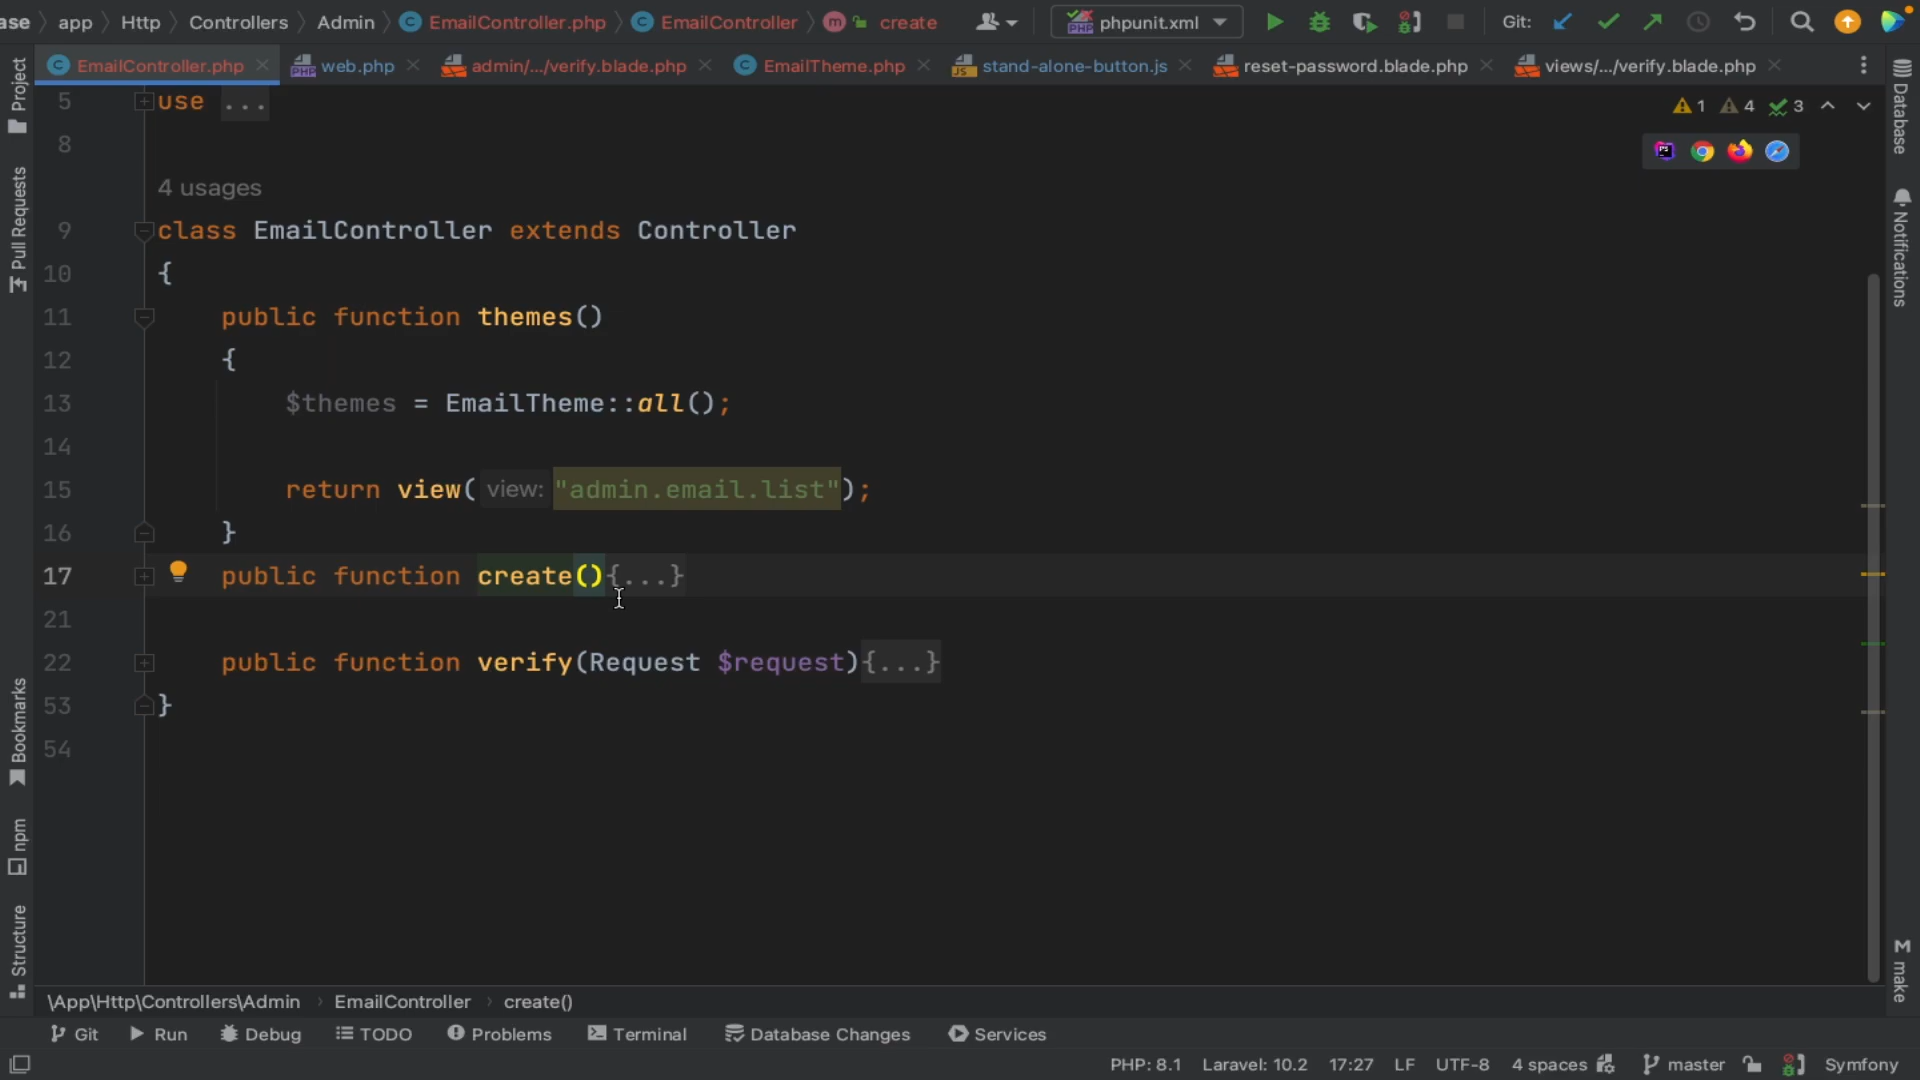 ase app Http Controllers Admin EmailController.php EmailController create phpunit.xml Git:
EmailController.php web.php admin/.../verify.blade.php EmailTheme.php stand-alone-button.js reset-password.blade.php views/.../verify.blade.php
5 use ...
1 4 3
8
4 usages
9 class EmailController extends Controller
10 {
11 public function themes()
12 {
13 $themes = EmailTheme::all();
14
15 return view( view: "admin.email.list");
16 }
17 public function create(){...}
21
22 public function verify(Request $request){...}
53 }
54
Project
Pull Requests
Bookmarks
npm
Structure
Database
Notifications
make
\App\Http\Controllers\Admin EmailController create()
Git Run Debug TODO Problems Terminal Database Changes Services
PHP: 8.1 Laravel: 10.2 17:27 LF UTF-8 4 spaces master Symfony